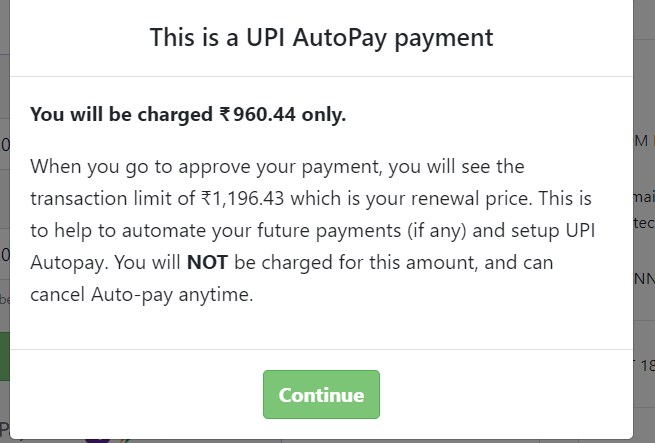 This is a UPI AutoPay payment
You will be charged ₹960.44 only.
When you go to approve your payment, you will see the
transaction limit of ₹1,196.43 which is your renewal price. This is
to help to automate your future payments (if any) and setup UPI
Autopay. You will NOT be charged for this amount, and can
cancel Auto-pay anytime.
Continue